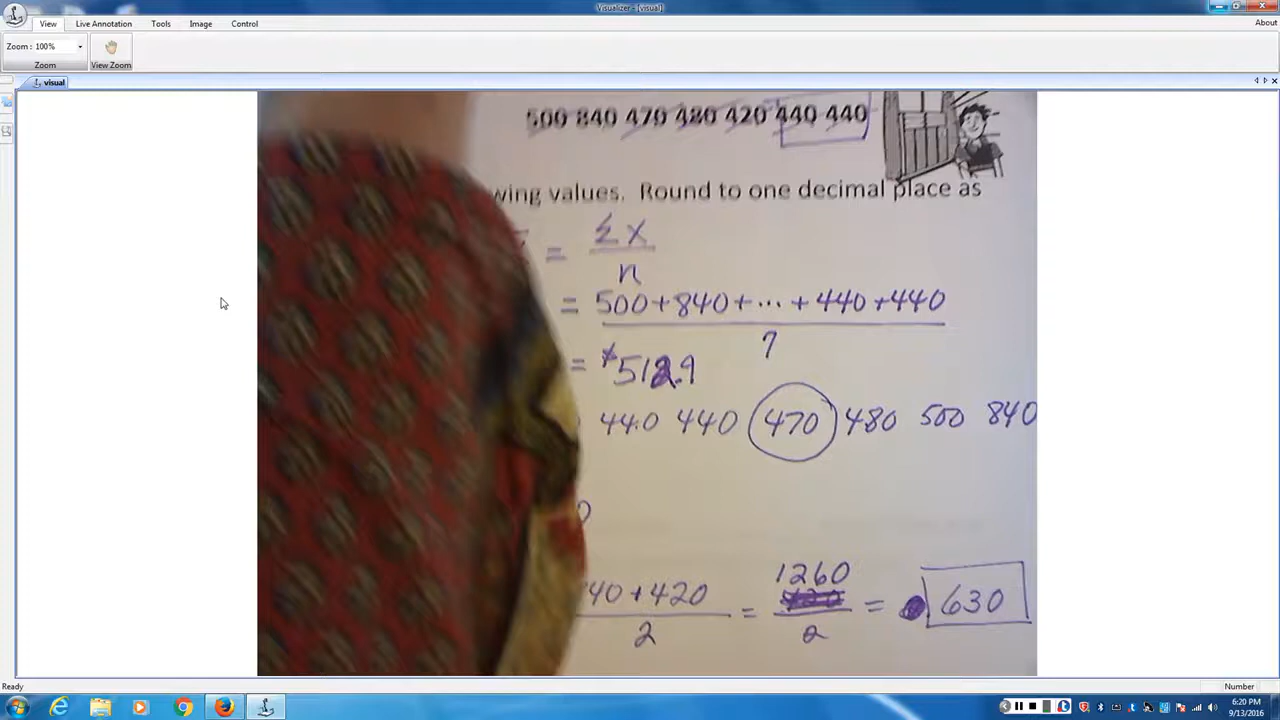 Visualizer - [visual]
View Live Annotation Tools Image Control About
Zoom : 100%
Zoom View Zoom
visual
500 840 470 480 420 440 440
wing values. Round to one decimal place as
= Σx
n
= 500+840+...+440+440
7
= $512.9
440 440 470 480 500 840
0
40+420 = 1260 = 630
2 2
Ready Number
6:20 PM
9/13/2016